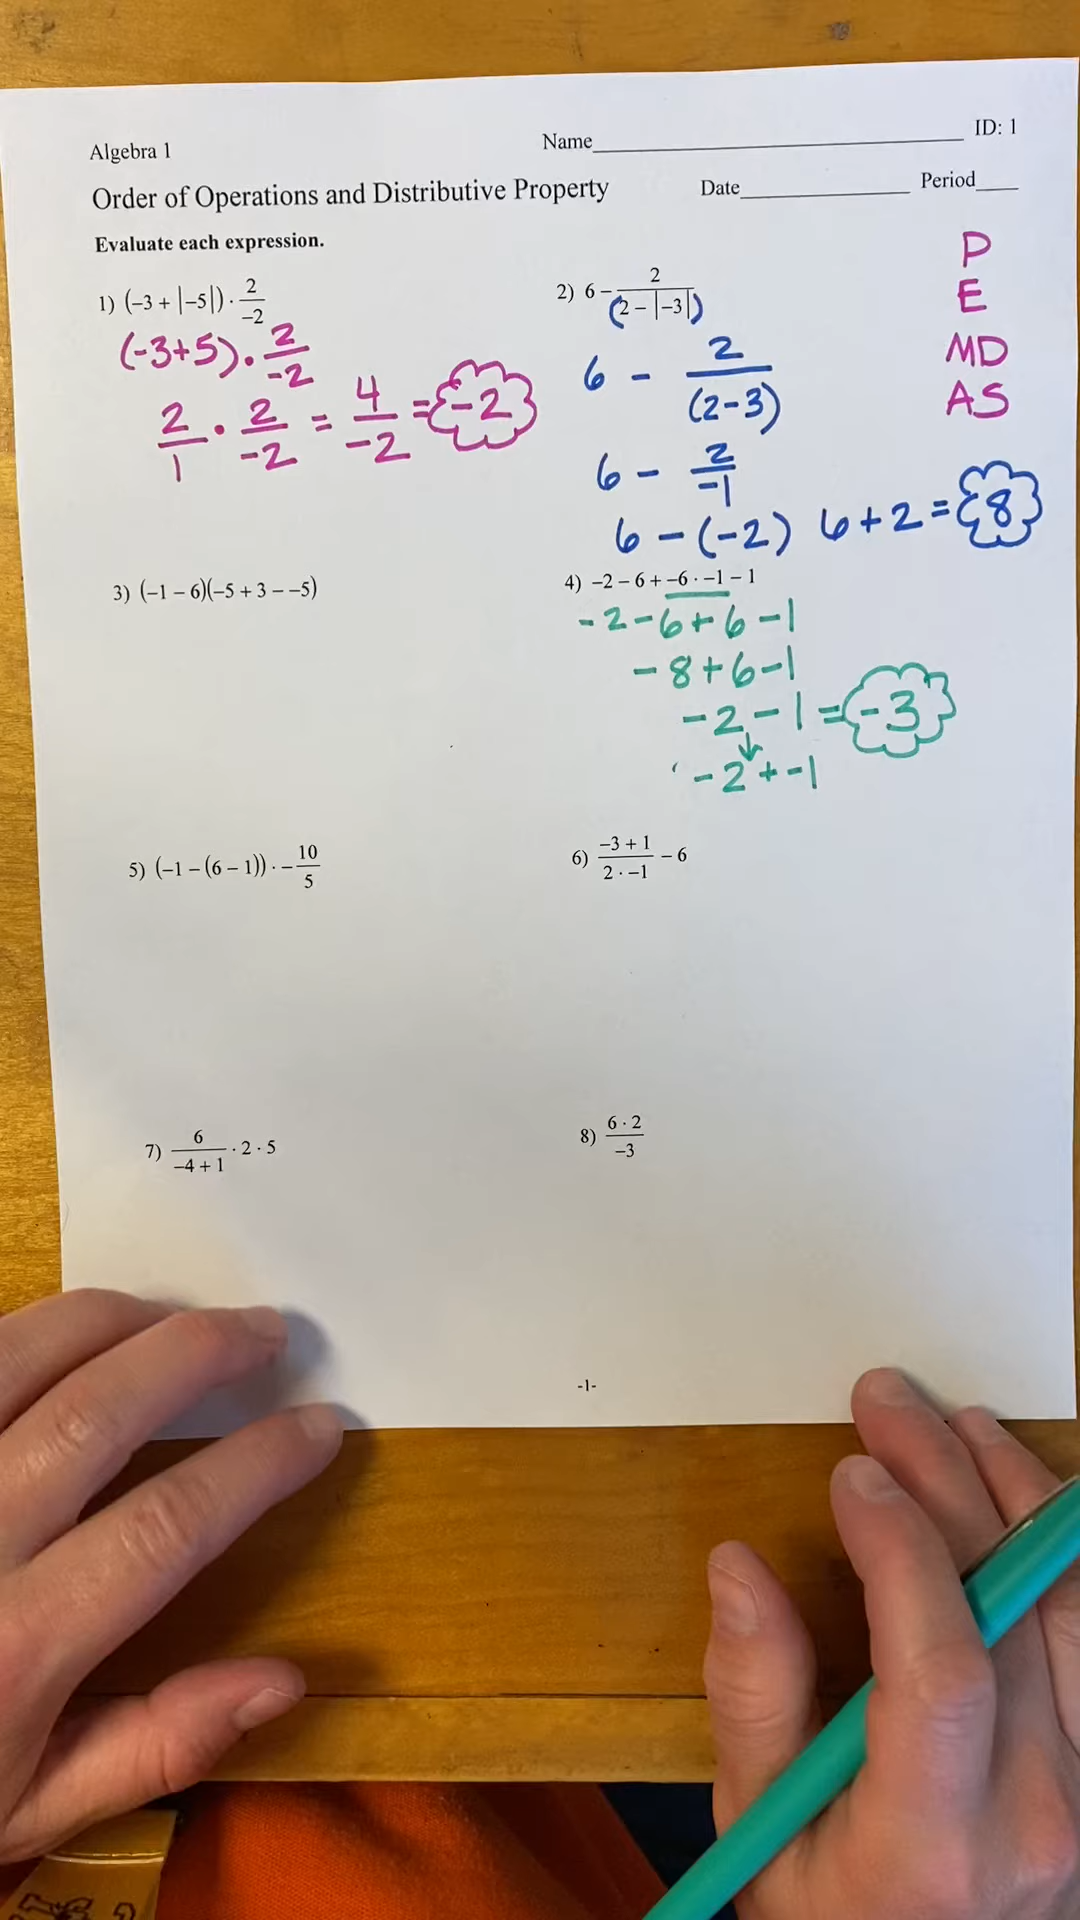 Algebra 1
Name____________ ID: 1
Order of Operations and Distributive Property
Date____________ Period____
Evaluate each expression.
P
E
MD
AS
1) (−3 + |−5|) · 2/−2
(-3+5) · 2/-2
2/1 · 2/-2 = 4/-2 = -2
2) 6 − 2/(2 − |−3|)
6 - 2/(2-3)
6 - 2/-1
6 - (-2) 6+2 = 8
3) (−1 − 6)(−5 + 3 − −5)
4) −2 − 6 + −6 · −1 − 1
-2-6+6-1
-8+6-1
-2-1 = -3
-2 + -1
5) (−1 − (6 − 1)) · −10/5
6) −3 + 1/2 · −1 − 6
7) 6/−4 + 1 · 2 · 5
8) 6 · 2/−3
-1-